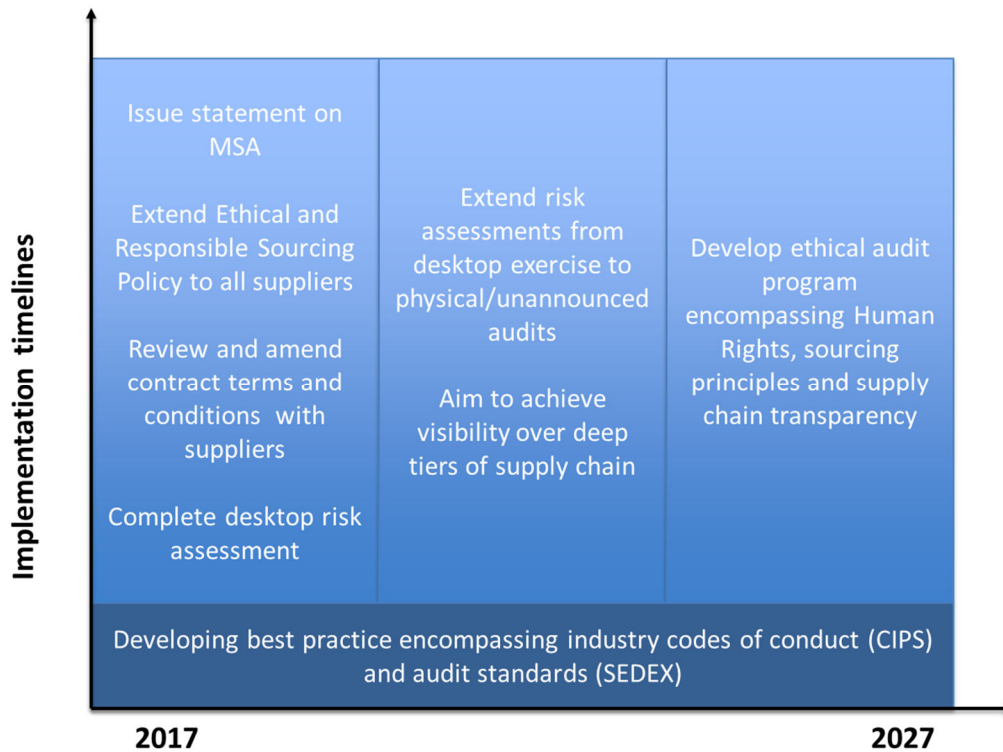 Implementation timelines
Issue statement on
MSA
Extend Ethical and
Responsible Sourcing
Policy to all suppliers
Review and amend
contract terms and
conditions with
suppliers
Complete desktop risk
assessment
Extend risk
assessments from
desktop exercise to
physical/unannounced
audits
Aim to achieve
visibility over deep
tiers of supply chain
Develop ethical audit
program
encompassing Human
Rights, sourcing
principles and supply
chain transparency
Developing best practice encompassing industry codes of conduct (CIPS)
and audit standards (SEDEX)
2017
2027